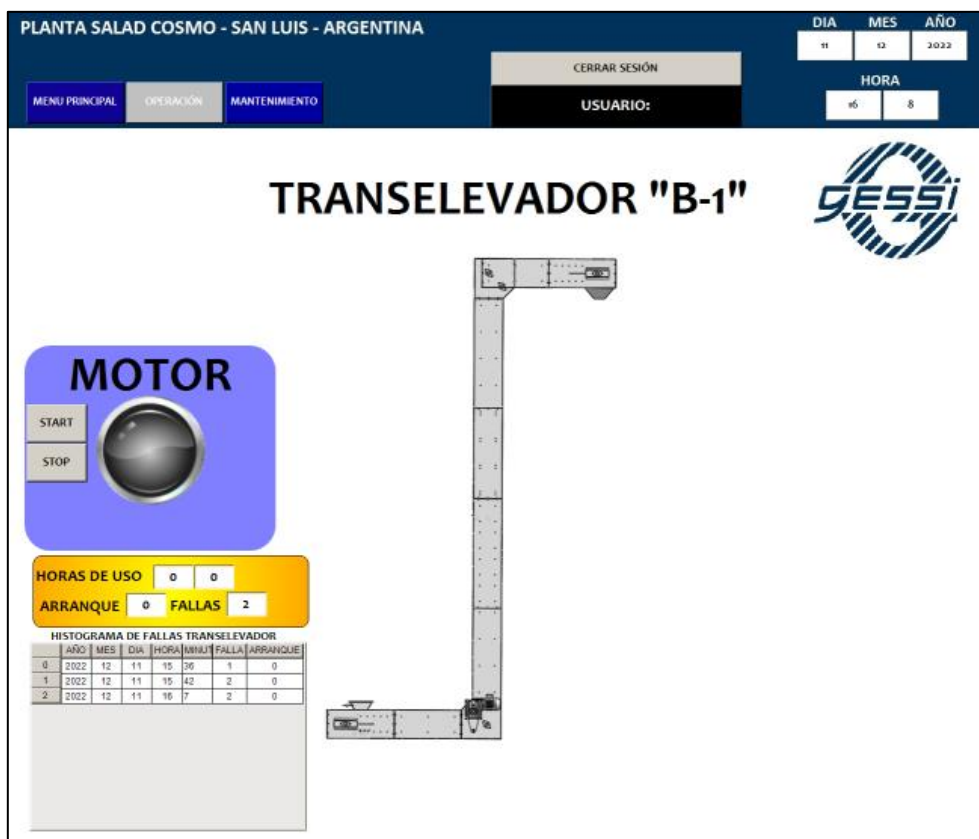 PLANTA SALAD COSMO - SAN LUIS - ARGENTINA
DIA MES AÑO
11 12 2022
CERRAR SESIÓN
HORA
MENU PRINCIPAL OPERACIÓN MANTENIMIENTO
USUARIO:
16 8
TRANSELEVADOR "B-1"
GESSI
MOTOR
START
STOP
HORAS DE USO 0 0
ARRANQUE 0 FALLAS 2
HISTOGRAMA DE FALLAS TRANSELEVADOR
AÑO MES DIA HORA MINUT FALLA ARRANQUE
0 2022 12 11 15 36 1 0
1 2022 12 11 15 42 2 0
2 2022 12 11 16 7 2 0